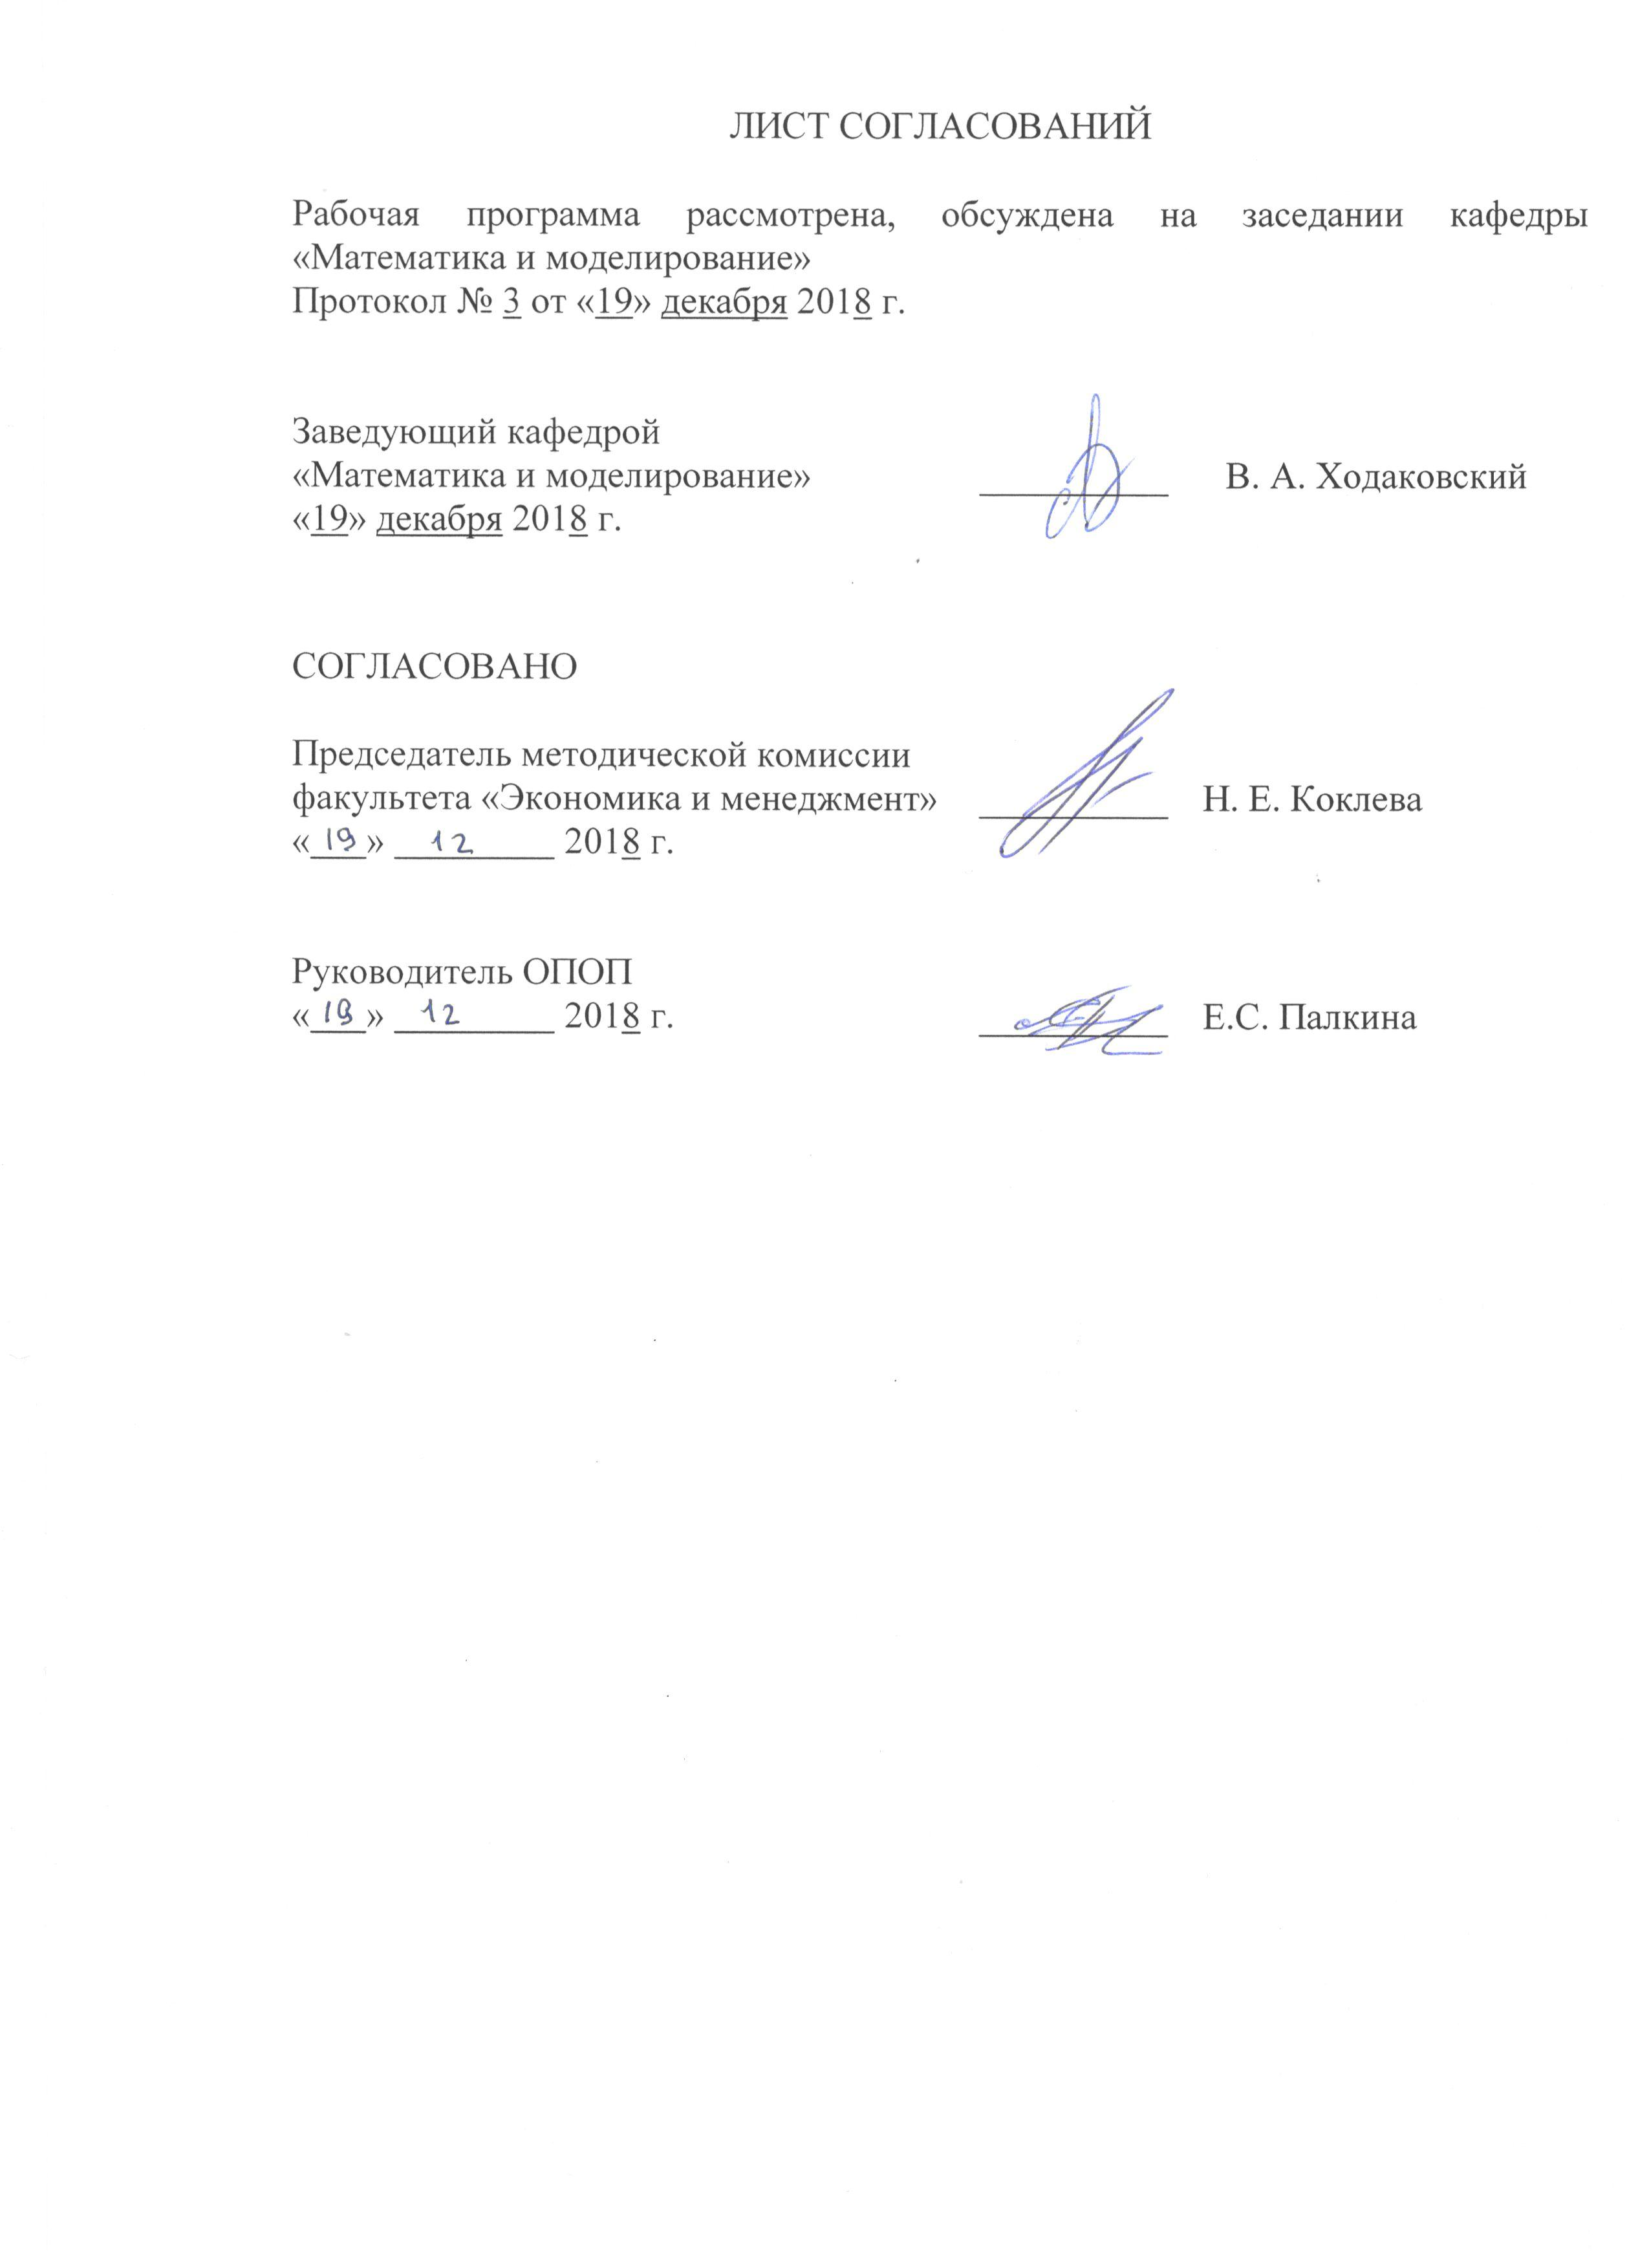 ЛИСТ СОГЛАСОВАНИЙ
Рабочая программа рассмотрена, обсуждена на заседании кафедры
«Математика и моделирование»
Протокол № 3 от «19» декабря 2018 г.
Заведующий кафедрой
«Математика и моделирование» В. А. Ходаковский
«19» декабря 2018 г.
СОГЛАСОВАНО
Председатель методической комиссии
факультета «Экономика и менеджмент» Н. Е. Коклева
«19» 12 2018 г.
Руководитель ОПОП
«19» 12 2018 г. Е.С. Палкина